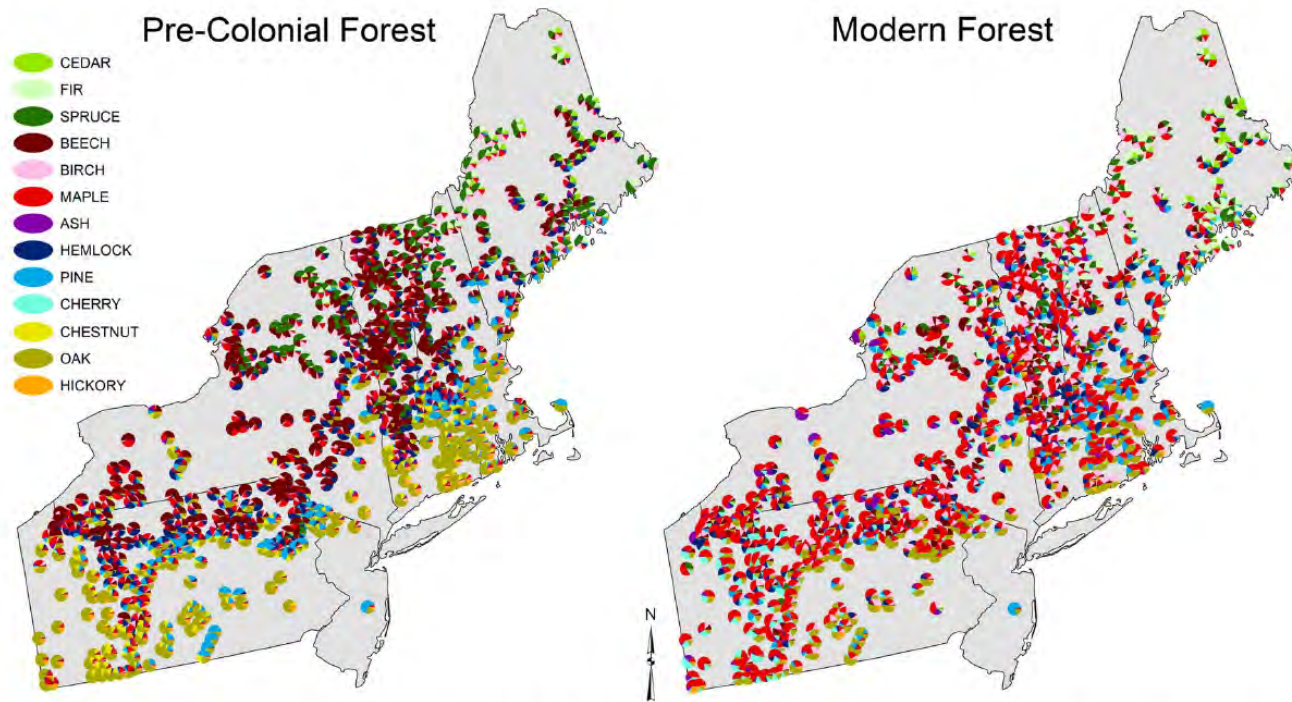 Pre-Colonial Forest
Modern Forest
CEDAR
FIR
SPRUCE
BEECH
BIRCH
MAPLE
ASH
HEMLOCK
PINE
CHERRY
CHESTNUT
OAK
HICKORY
N